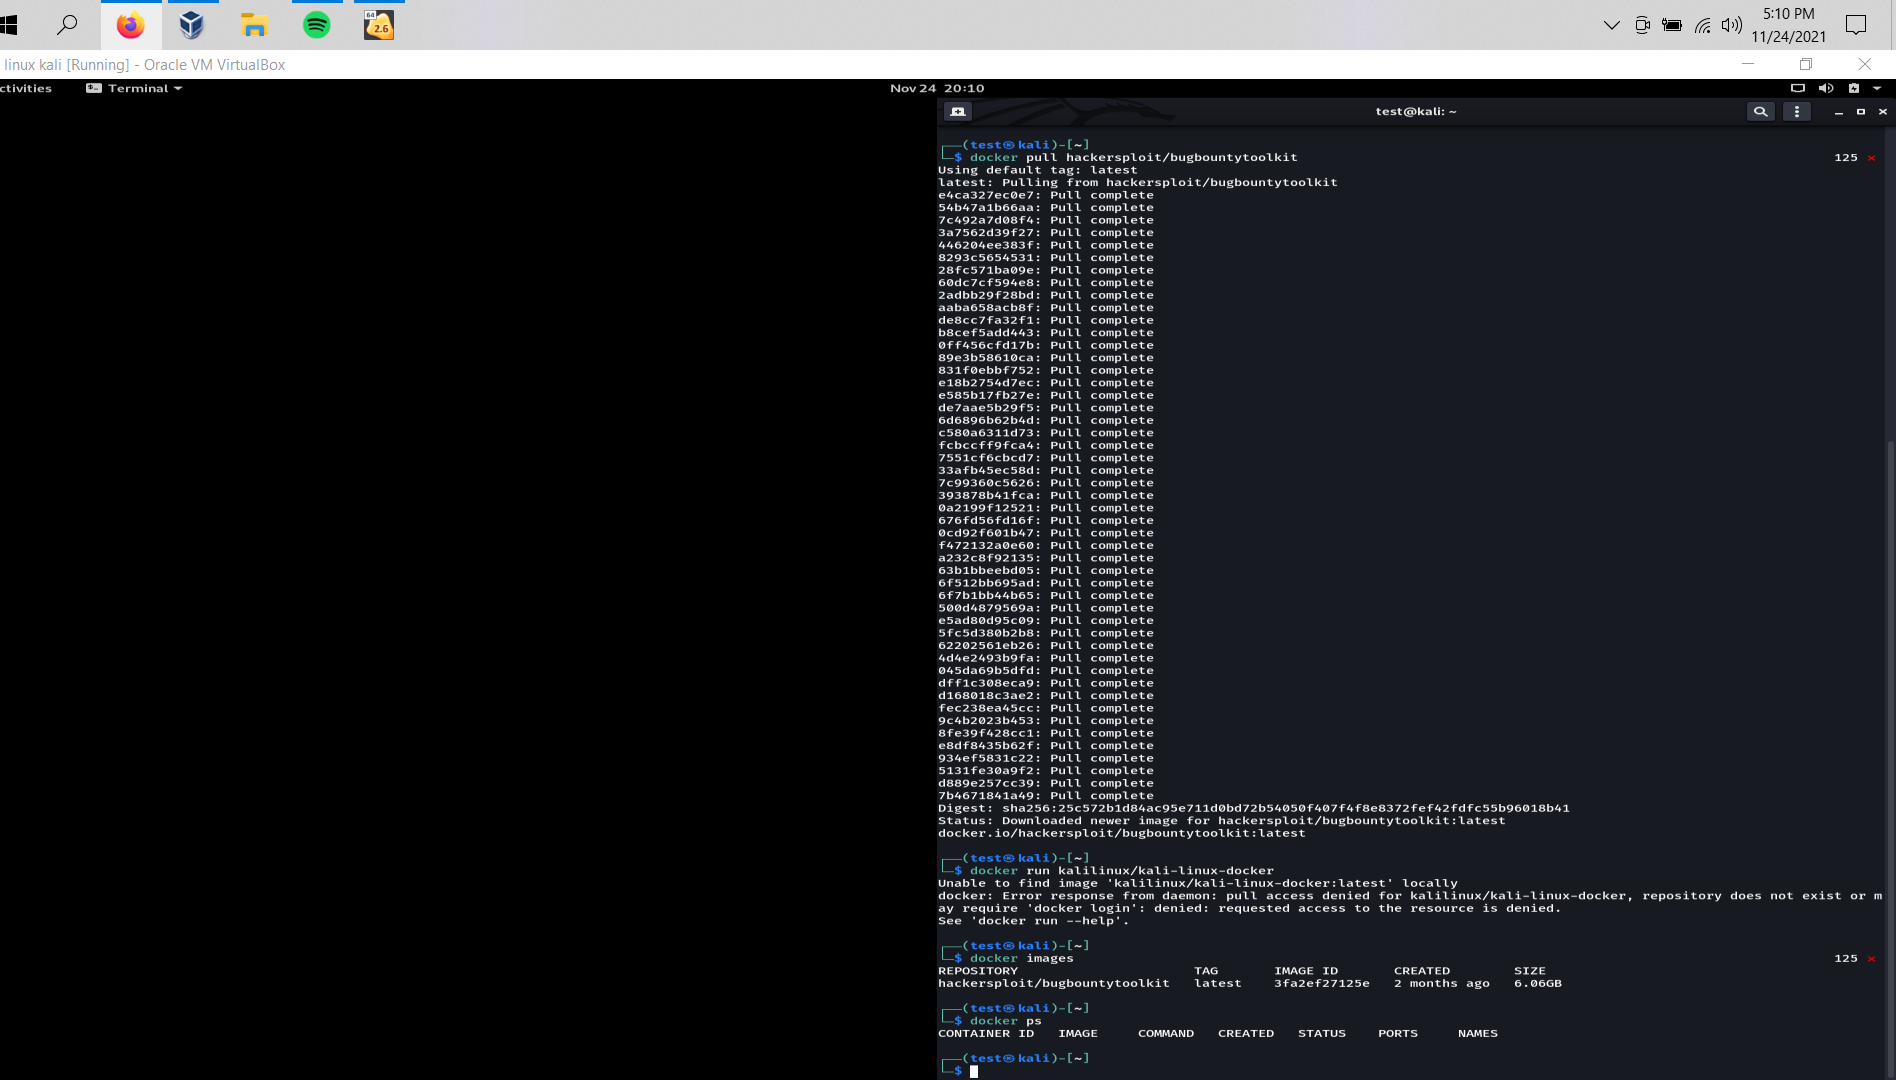 64
2.6
5:10 PM
11/24/2021
linux kali [Running] - Oracle VM VirtualBox
ctivities Terminal Nov 24 20:10
test@kali: ~
(test㉿kali)-[~]
$ docker pull hackersploit/bugbountytoolkit 125 ⨯
Using default tag: latest
latest: Pulling from hackersploit/bugbountytoolkit
e4ca327ec0e7: Pull complete
54b47a1b66aa: Pull complete
7c492a7d08f4: Pull complete
3a7562d39f27: Pull complete
446204ee383f: Pull complete
8293c5654531: Pull complete
28fc571ba09e: Pull complete
60dc7cf594e8: Pull complete
2adbb29f28bd: Pull complete
aaba658acb8f: Pull complete
de8cc7fa32f1: Pull complete
b8cef5add443: Pull complete
0ff456cfd17b: Pull complete
89e3b58610ca: Pull complete
831f0ebbf752: Pull complete
e18b2754d7ec: Pull complete
e585b17fb27e: Pull complete
de7aae5b29f5: Pull complete
6d6896b62b4d: Pull complete
c580a6311d73: Pull complete
fcbccff9fca4: Pull complete
7551cf6cbcd7: Pull complete
33afb45ec58d: Pull complete
7c99360c5626: Pull complete
393878b41fca: Pull complete
0a2199f12521: Pull complete
676fd56fd16f: Pull complete
0cd92f601b47: Pull complete
f472132a0e60: Pull complete
a232c8f92135: Pull complete
63b1bbeebd05: Pull complete
6f512bb695ad: Pull complete
6f7b1bb44b65: Pull complete
500d4879569a: Pull complete
e5ad80d95c09: Pull complete
5fc5d380b2b8: Pull complete
62202561eb26: Pull complete
4d4e2493b9fa: Pull complete
045da69b5dfd: Pull complete
dff1c308eca9: Pull complete
d168018c3ae2: Pull complete
fec238ea45cc: Pull complete
9c4b2023b453: Pull complete
8fe39f428cc1: Pull complete
e8df8435b62f: Pull complete
934ef5831c22: Pull complete
5131fe30a9f2: Pull complete
d889e257cc39: Pull complete
7b4671841a49: Pull complete
Digest: sha256:25c572b1d84ac95e711d0bd72b54050f407f4f8e8372fef42fdfc55b96018b41
Status: Downloaded newer image for hackersploit/bugbountytoolkit:latest
docker.io/hackersploit/bugbountytoolkit:latest
(test㉿kali)-[~]
$ docker run kalilinux/kali-linux-docker
Unable to find image 'kalilinux/kali-linux-docker:latest' locally
docker: Error response from daemon: pull access denied for kalilinux/kali-linux-docker, repository does not exist or m
ay require 'docker login': denied: requested access to the resource is denied.
See 'docker run --help'.
(test㉿kali)-[~]
$ docker images 125 ⨯
REPOSITORY TAG IMAGE ID CREATED SIZE
hackersploit/bugbountytoolkit latest 3fa2ef27125e 2 months ago 6.06GB
(test㉿kali)-[~]
$ docker ps
CONTAINER ID IMAGE COMMAND CREATED STATUS PORTS NAMES
(test㉿kali)-[~]
$